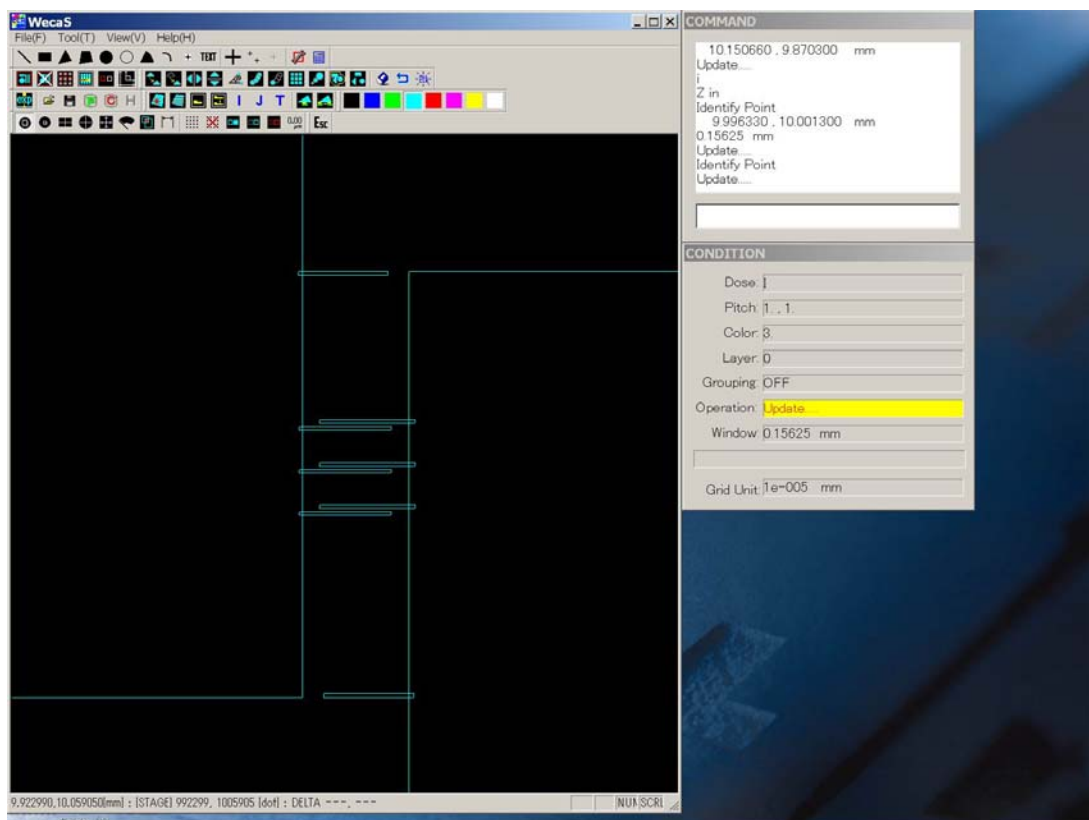 WecaS
File(F) Tool(T) View(V) Help(H)
TEXT
H I J T
0.00
Esc
9.922990,10.059050[mm] : [STAGE] 992299, 1005905 [dot] : DELTA ---, ---
NUM SCRL
COMMAND
10.150660 , 9.870300 mm
Update....
i
Z in
Identify Point
9.996330 , 10.001300 mm
0.15625 mm
Update....
Identify Point
Update....
CONDITION
Dose:
Pitch: 1. , 1.
Color: 3.
Layer: 0
Grouping: OFF
Operation: Update....
Window: 0.15625 mm
Grid Unit: 1e-005 mm